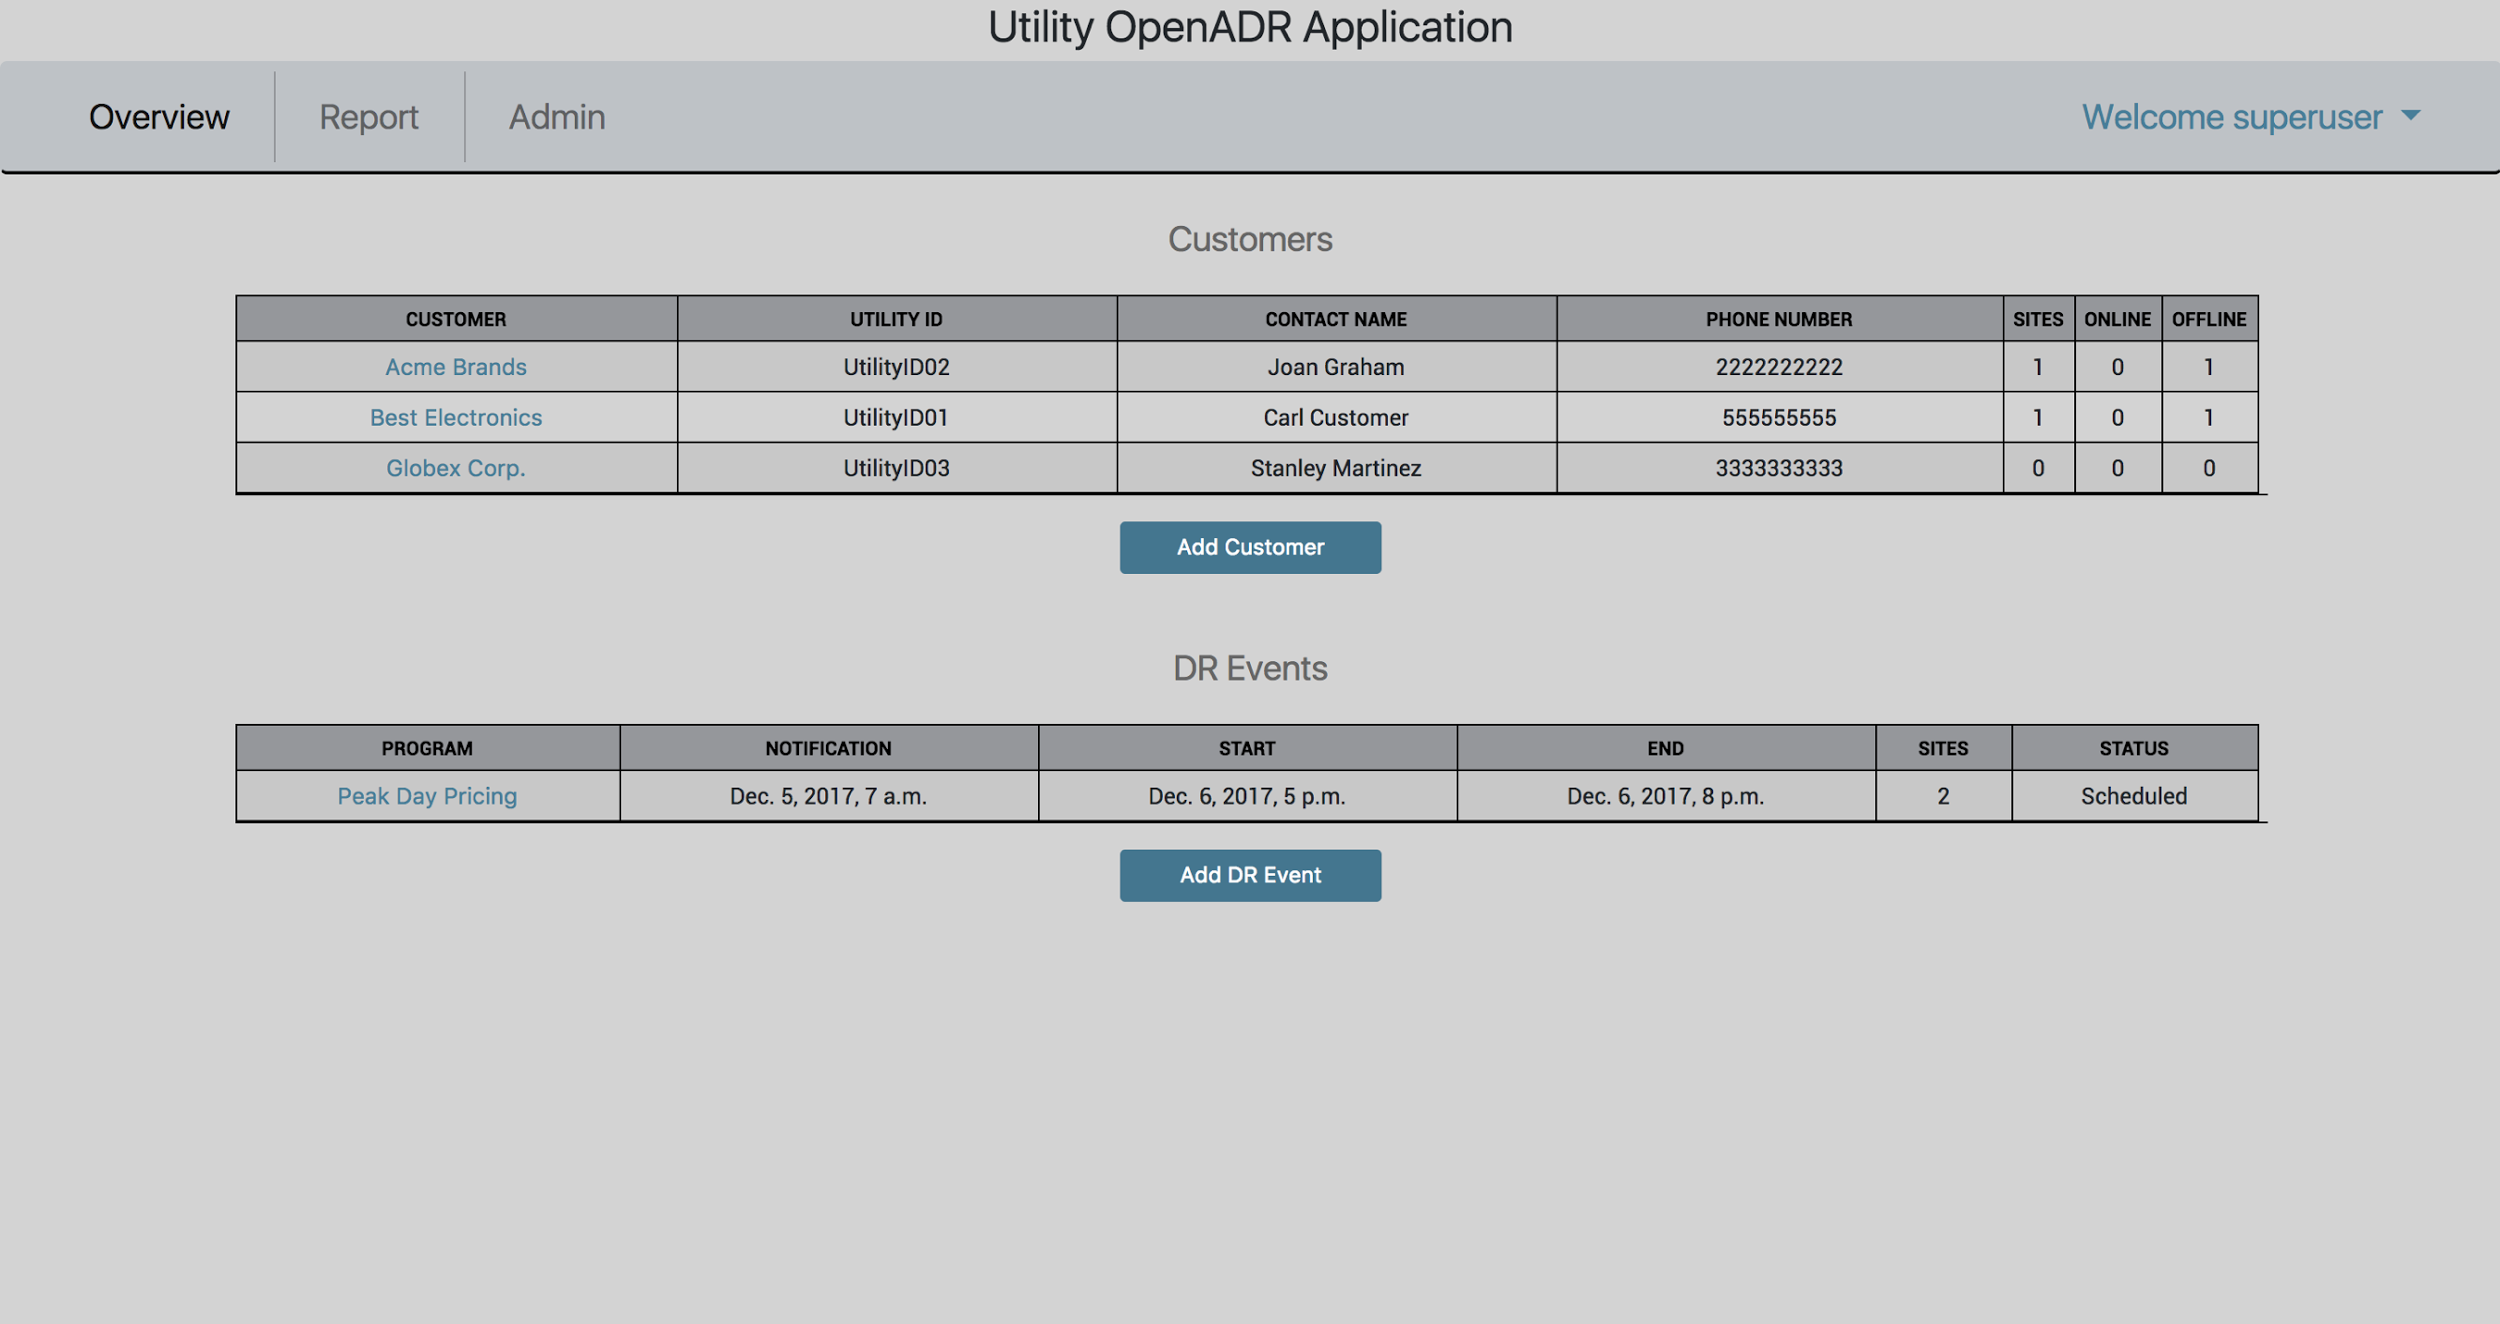 Utility OpenADR Application
Overview Report Admin Welcome superuser
Customers
CUSTOMER UTILITY ID CONTACT NAME PHONE NUMBER SITES ONLINE OFFLINE
Acme Brands UtilityID02 Joan Graham 2222222222 1 0 1
Best Electronics UtilityID01 Carl Customer 555555555 1 0 1
Globex Corp. UtilityID03 Stanley Martinez 3333333333 0 0 0
Add Customer
DR Events
PROGRAM NOTIFICATION START END SITES STATUS
Peak Day Pricing Dec. 5, 2017, 7 a.m. Dec. 6, 2017, 5 p.m. Dec. 6, 2017, 8 p.m. 2 Scheduled
Add DR Event